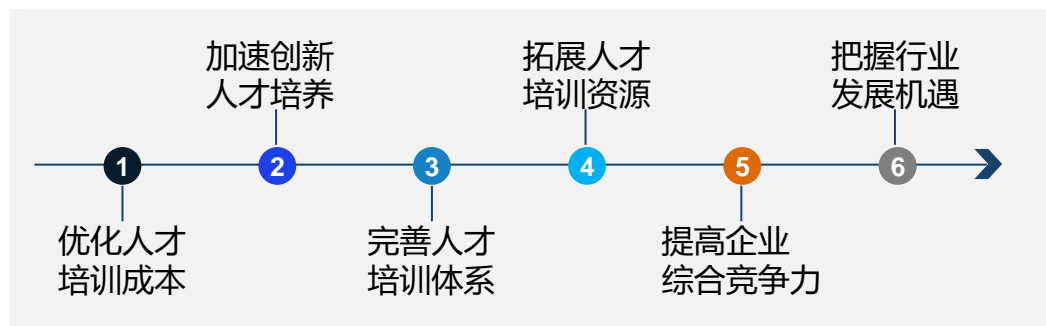 1
优化人才
培训成本
2
加速创新
人才培养
3
完善人才
培训体系
4
拓展人才
培训资源
5
提高企业
综合竞争力
6
把握行业
发展机遇